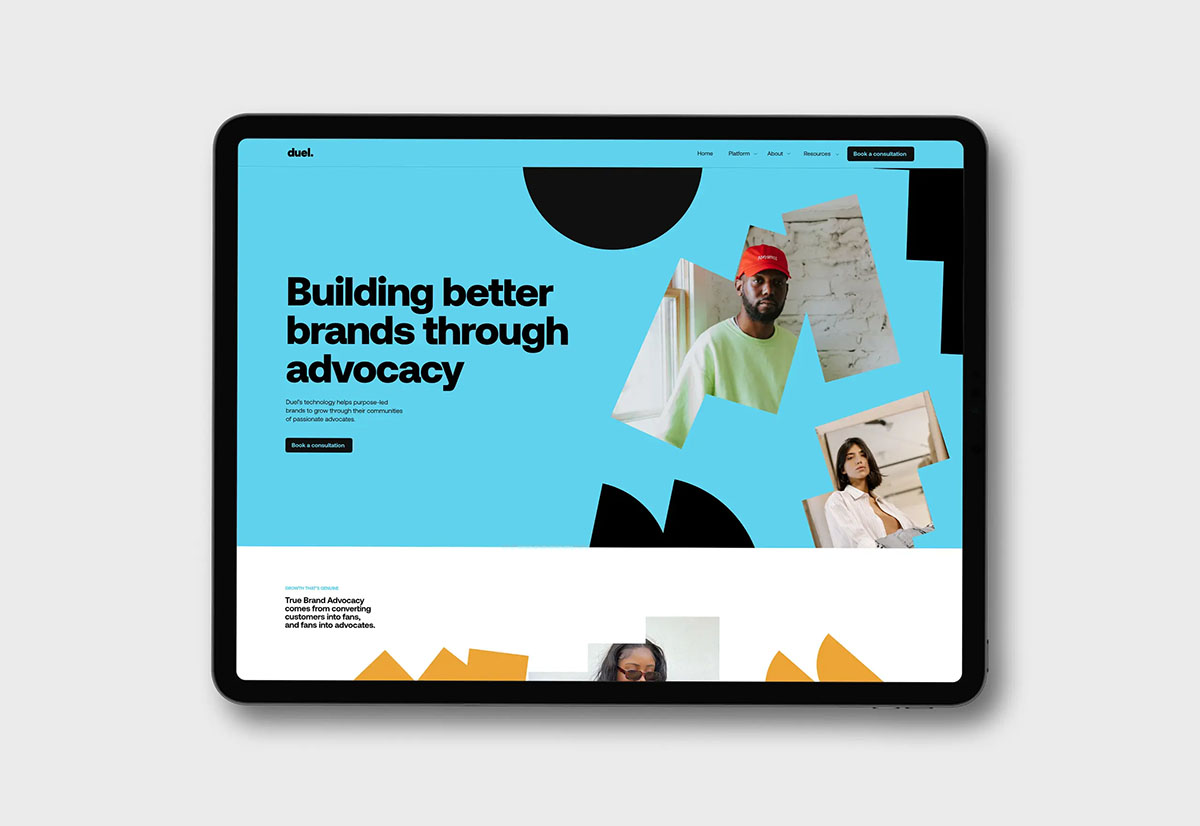 duel.
Home Platform About Resources Book a consultation
Building better
brands through
advocacy
Duel's technology helps purpose-led
brands to grow through their communities
of passionate advocates.
Book a consultation
GROWTH THAT'S GENUINE
True Brand Advocacy
comes from converting
customers into fans,
and fans into advocates.